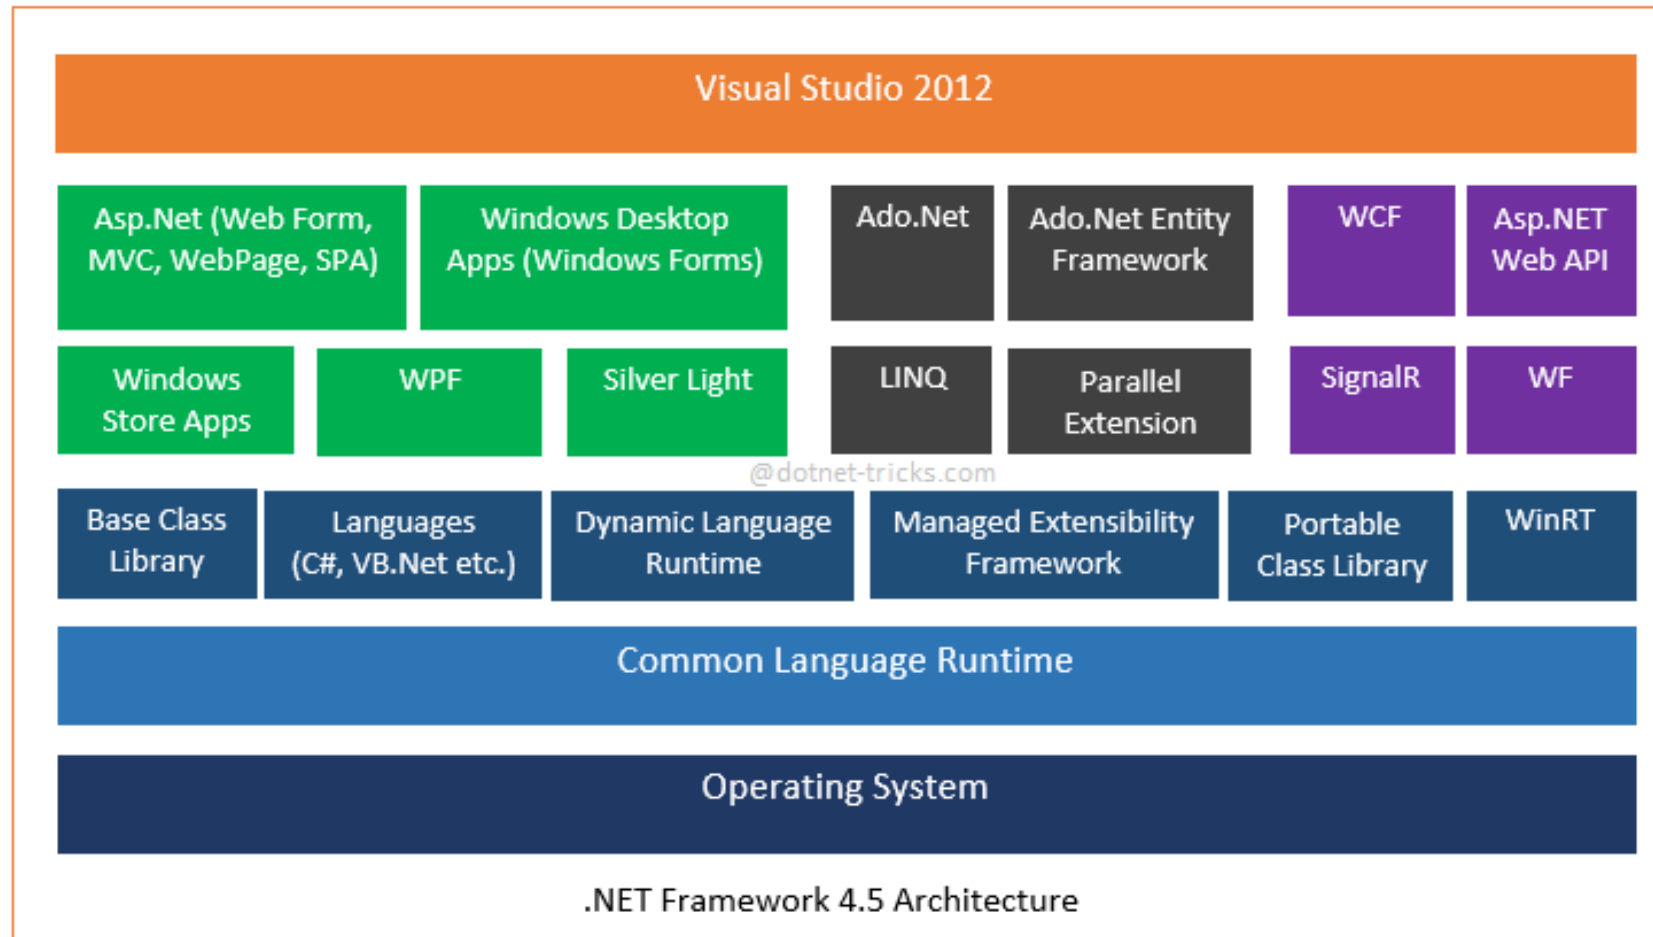 Visual Studio 2012
Asp.Net (Web Form,
MVC, WebPage, SPA)
Windows Desktop
Apps (Windows Forms)
Ado.Net
Ado.Net Entity
Framework
WCF
Asp.NET
Web API
Windows
Store Apps
WPF
Silver Light
LINQ
Parallel
Extension
SignalR
WF
@dotnet-tricks.com
Base Class
Library
Languages
(C#, VB.Net etc.)
Dynamic Language
Runtime
Managed Extensibility
Framework
Portable
Class Library
WinRT
Common Language Runtime
Operating System
.NET Framework 4.5 Architecture